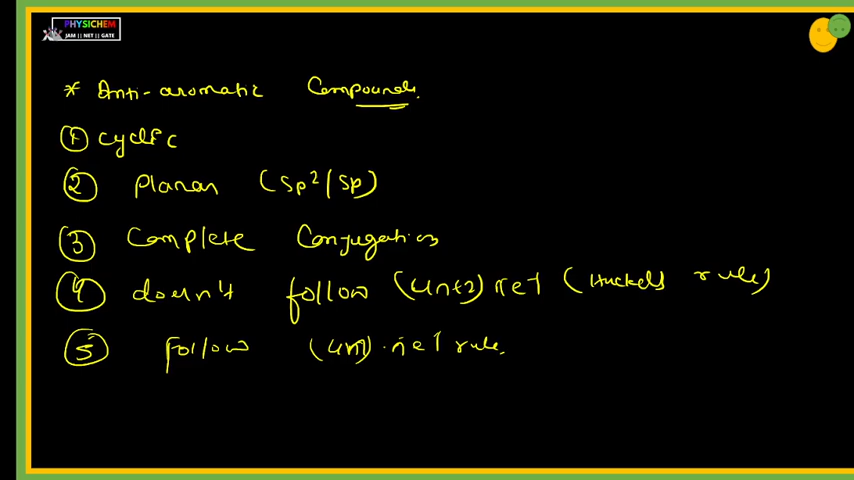 PHYSICHEM
JAM || NET || GATE
* Anti-aromatic Compounds.
① cyclic
② planar (sp²/sp)
③ Complete Conjugation
④ doesn't follow (4n+2) πe⁻ (Huckels rule)
⑤ follow (4n) πe⁻ rule.